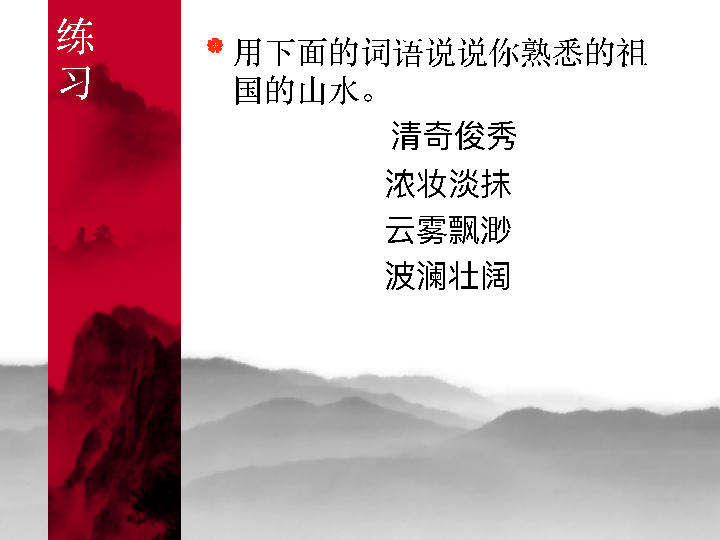 练
习
用下面的词语说说你熟悉的祖
国的山水。
清奇俊秀
浓妆淡抹
云雾飘渺
波澜壮阔